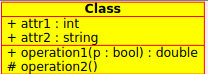 Class
+ attr1 : int
+ attr2 : string
+ operation1(p : bool) : double
# operation2()